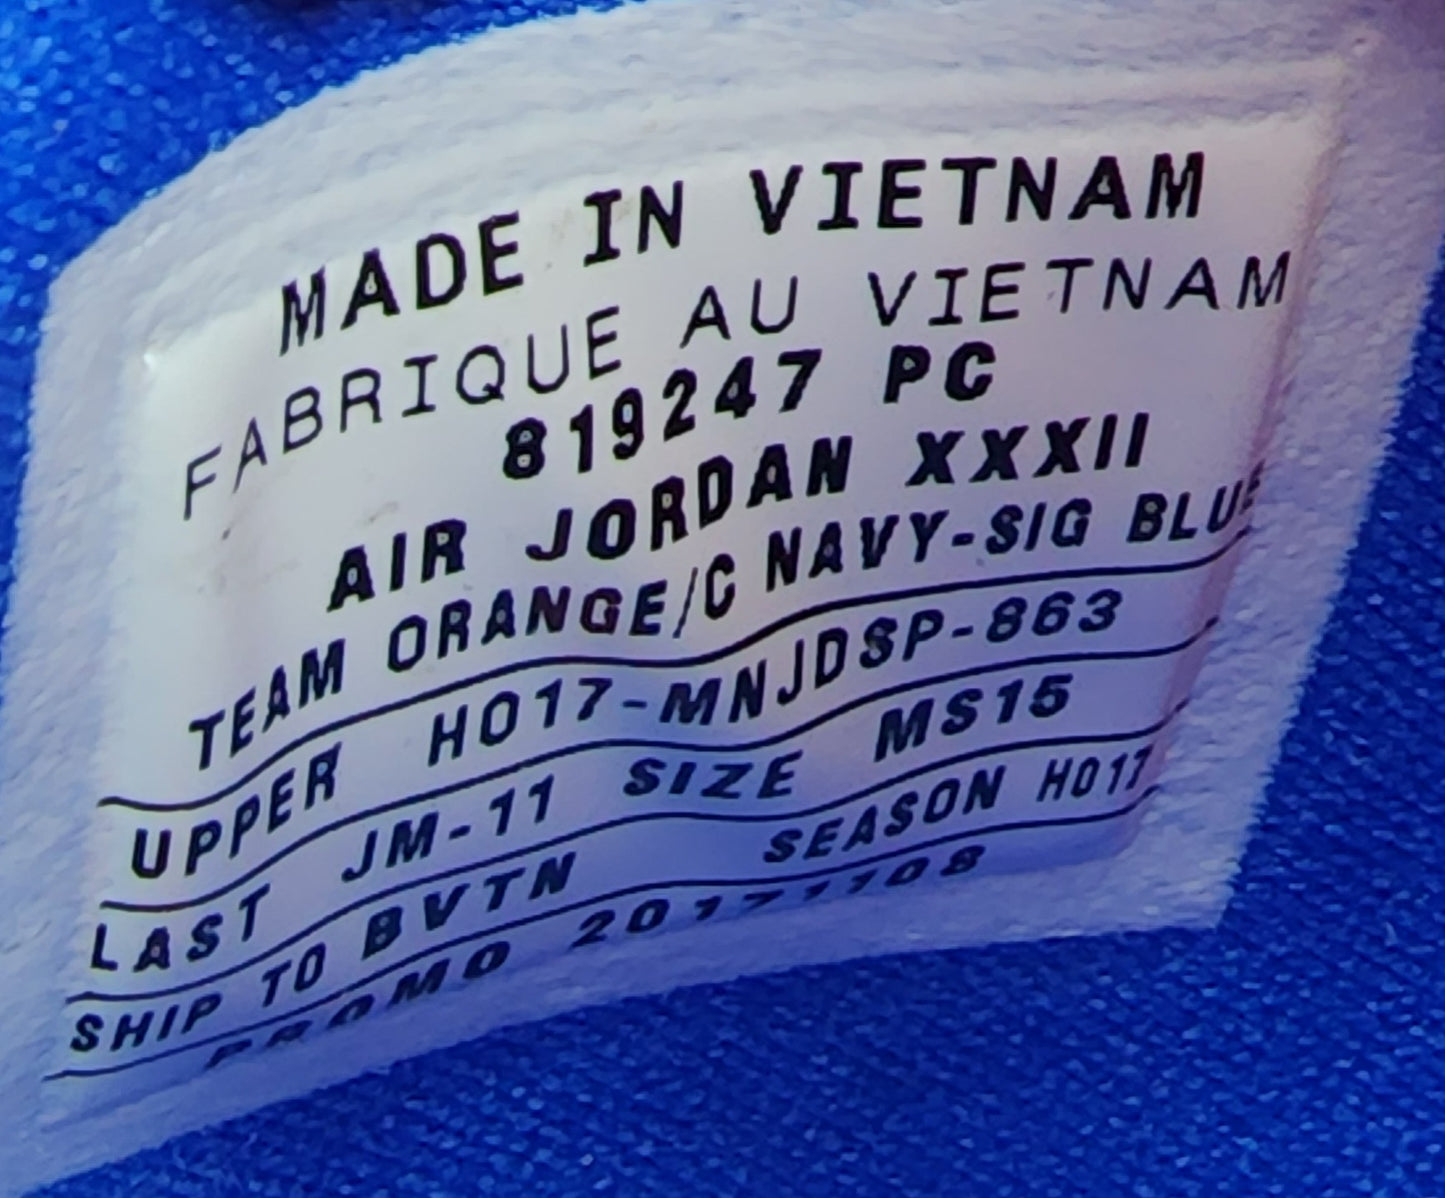 MADE IN VIETNAM
FABRIQUE AU VIETNAM
819247 PC
AIR JORDAN XXXII
TEAM ORANGE/C NAVY-SIG BLUE
UPPER HO17-MNJDSP-863
LAST JM-11 SIZE MS15
SHIP TO BVTN SEASON HO17
PROMO 20171108